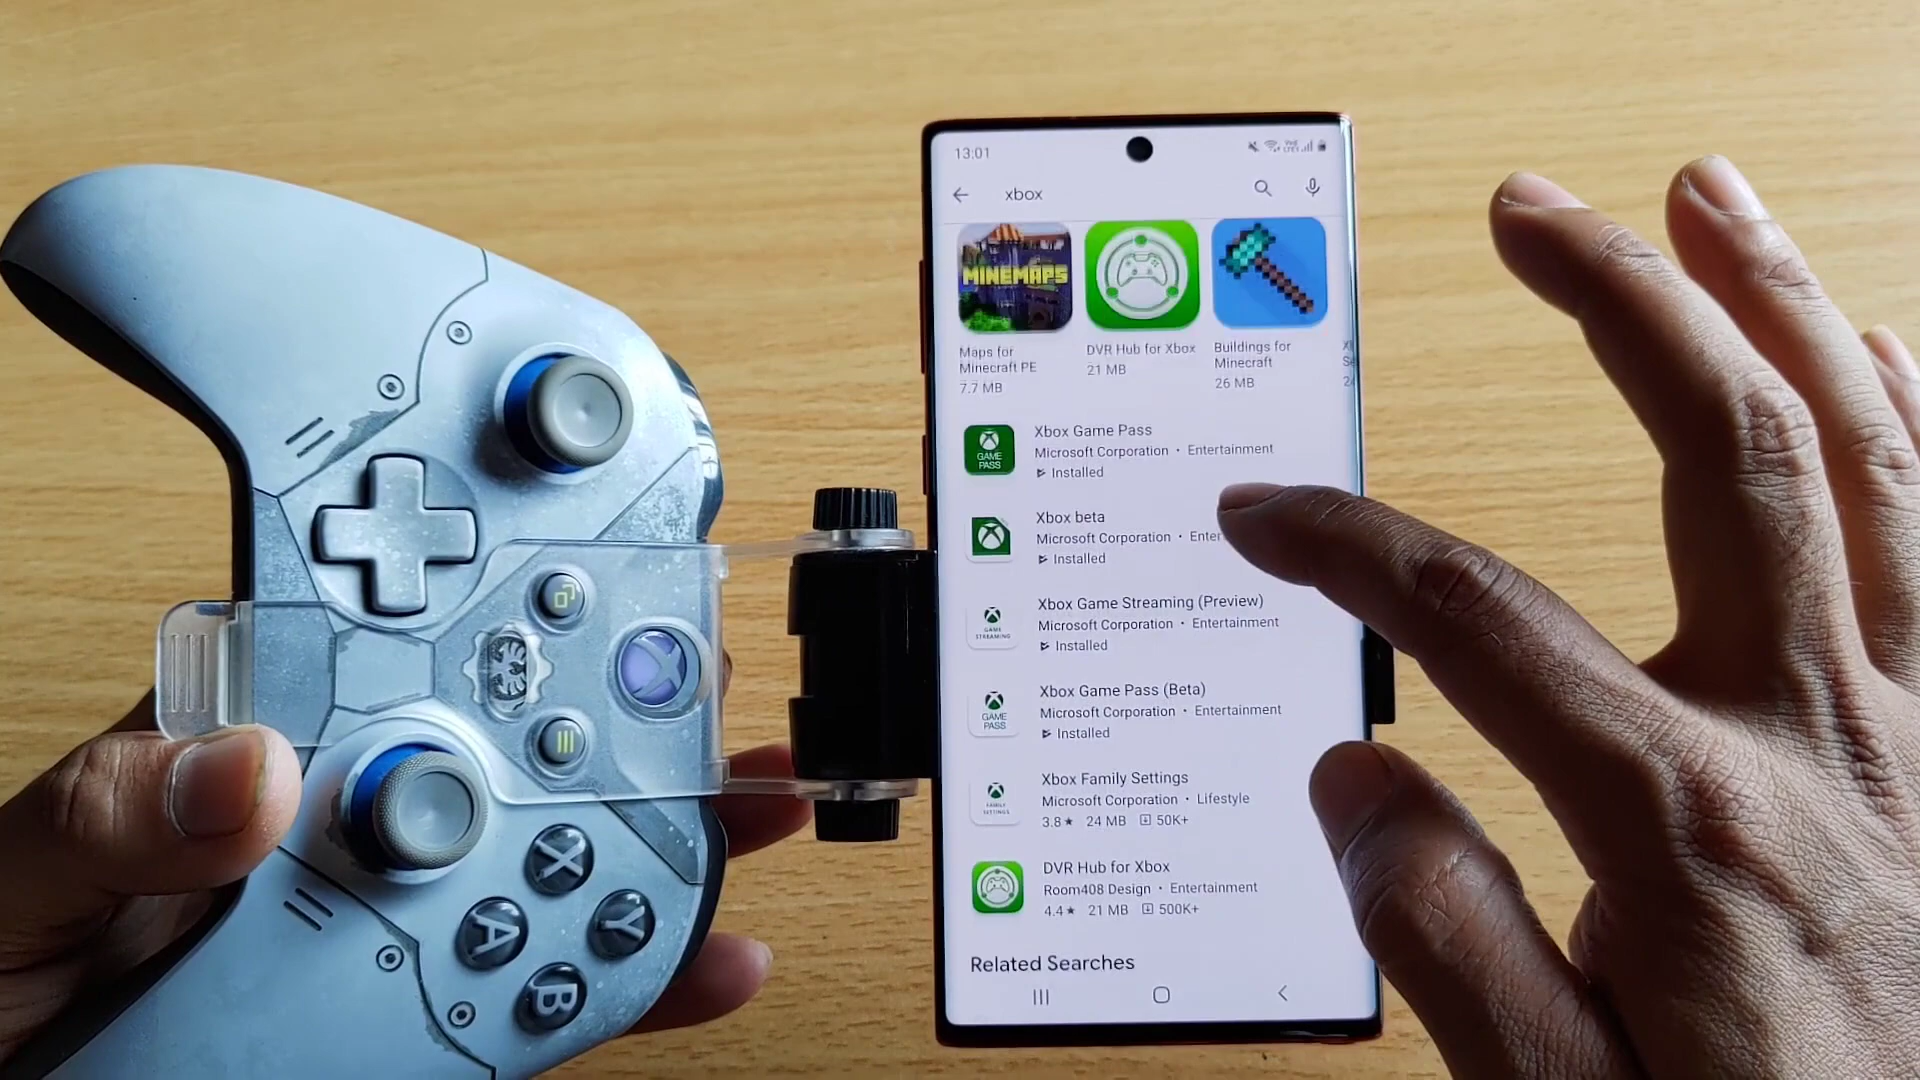 13:01
xbox
MINEMAPS
Maps for
Minecraft PE
7.7 MB
DVR Hub for Xbox
21 MB
Buildings for
Minecraft
26 MB
GAME
PASS
Xbox Game Pass
Microsoft Corporation • Entertainment
Installed
Xbox beta
Microsoft Corporation • Enter
Installed
GAME
STREAMING
Xbox Game Streaming (Preview)
Microsoft Corporation • Entertainment
Installed
GAME
PASS
Xbox Game Pass (Beta)
Microsoft Corporation • Entertainment
Installed
FAMILY
SETTINGS
Xbox Family Settings
Microsoft Corporation • Lifestyle
3.8★ 24 MB 50K+
DVR Hub for Xbox
Room408 Design • Entertainment
4.4★ 21 MB 500K+
Related Searches
X
A
Y
B